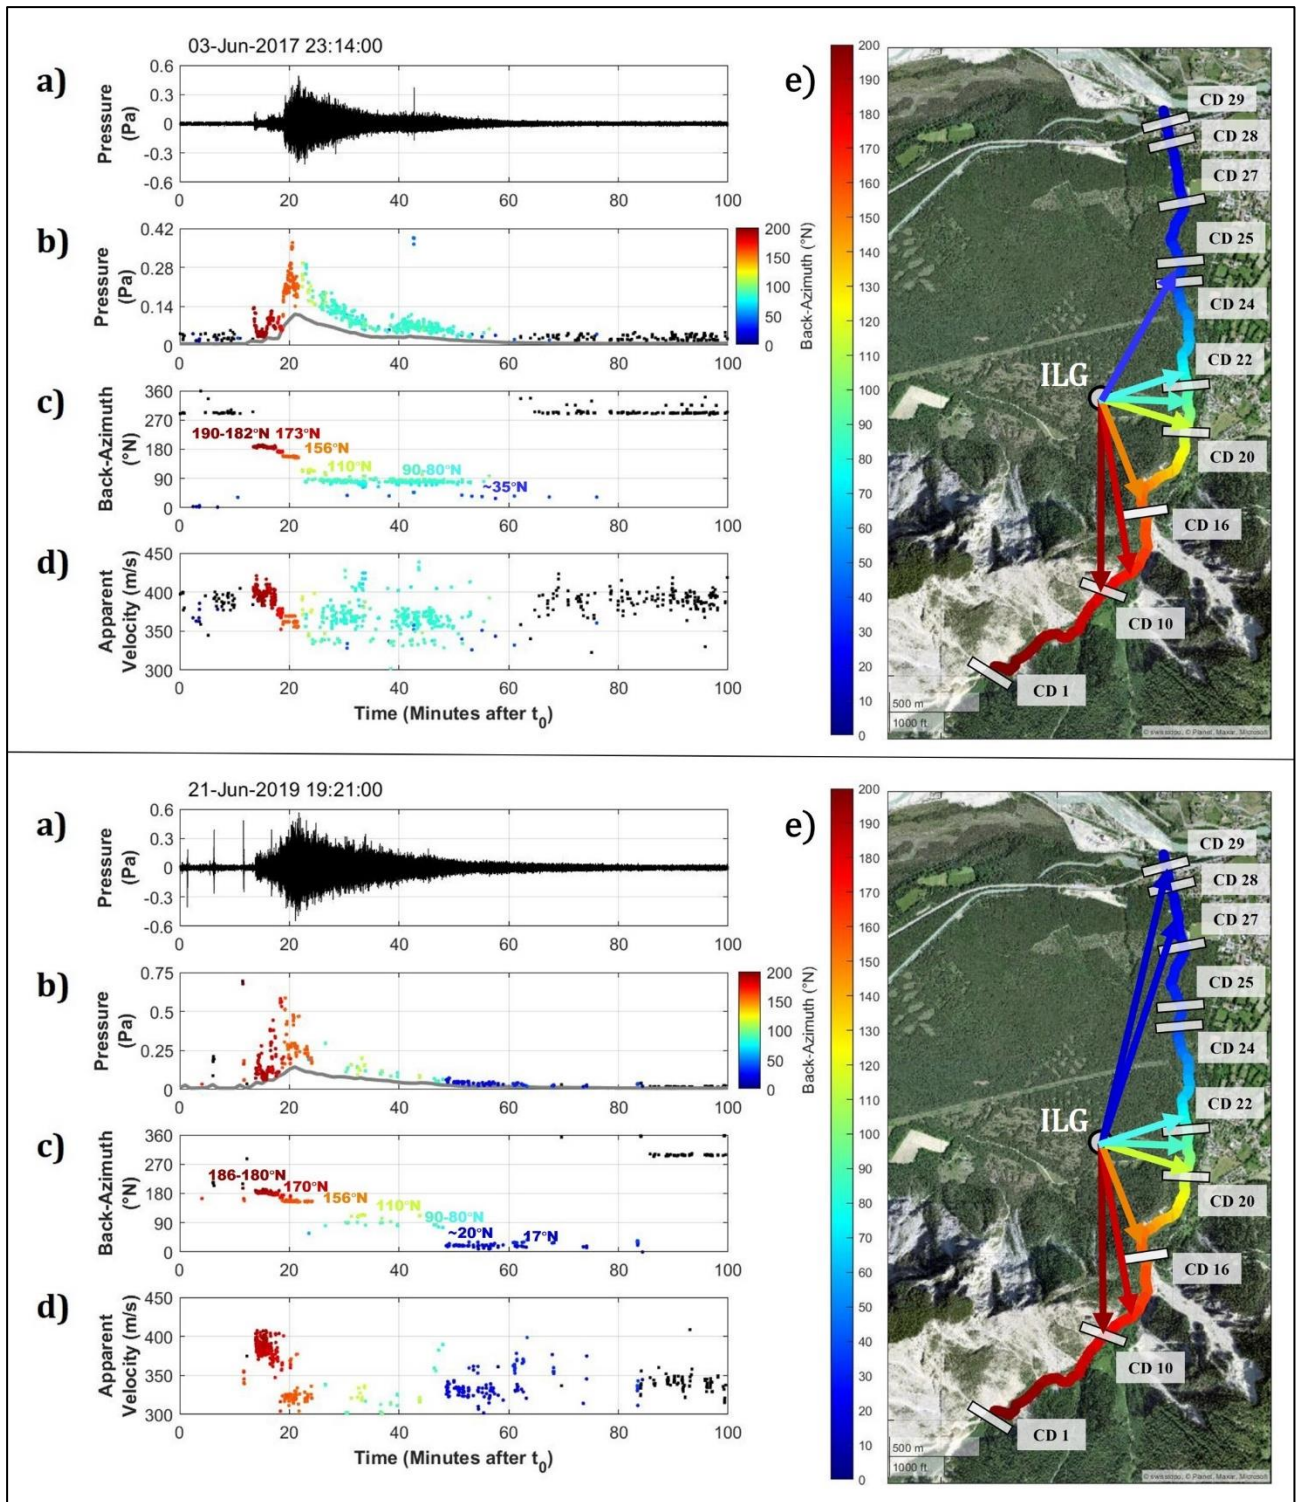 03-Jun-2017 23:14:00
a)
Pressure (Pa)
0.6
0.3
0
-0.3
-0.6
0 20 40 60 80 100
b)
Pressure (Pa)
0.42
0.28
0.14
0
0 20 40 60 80 100
200
150
100
50
0
Back-Azimuth (°N)
c)
Back-Azimuth (°N)
360
270
180
90
0
190-182°N 173°N
156°N
110°N
90-80°N
~35°N
0 20 40 60 80 100
d)
Apparent Velocity (m/s)
450
400
350
300
0 20 40 60 80 100
Time (Minutes after t0)
e)
200
190
180
170
160
150
140
130
120
110
100
90
80
70
60
50
40
30
20
10
0
CD 29
CD 28
CD 27
CD 25
CD 24
CD 22
ILG
CD 20
CD 16
CD 10
CD 1
500 m
1000 ft
© swisstopo, © Planet, Maxar, Microsoft
21-Jun-2019 19:21:00
a)
Pressure (Pa)
0.6
0.3
0
-0.3
-0.6
0 20 40 60 80 100
b)
Pressure (Pa)
0.75
0.5
0.25
0
0 20 40 60 80 100
200
150
100
50
0
Back-Azimuth (°N)
c)
Back-Azimuth (°N)
360
270
180
90
0
186-180°N
170°N
156°N
110°N
90-80°N
~20°N
17°N
0 20 40 60 80 100
d)
Apparent Velocity (m/s)
450
400
350
300
0 20 40 60 80 100
Time (Minutes after t0)
e)
200
190
180
170
160
150
140
130
120
110
100
90
80
70
60
50
40
30
20
10
0
CD 29
CD 28
CD 27
CD 25
CD 24
CD 22
ILG
CD 20
CD 16
CD 10
CD 1
500 m
1000 ft
© swisstopo, © Planet, Maxar, Microsoft